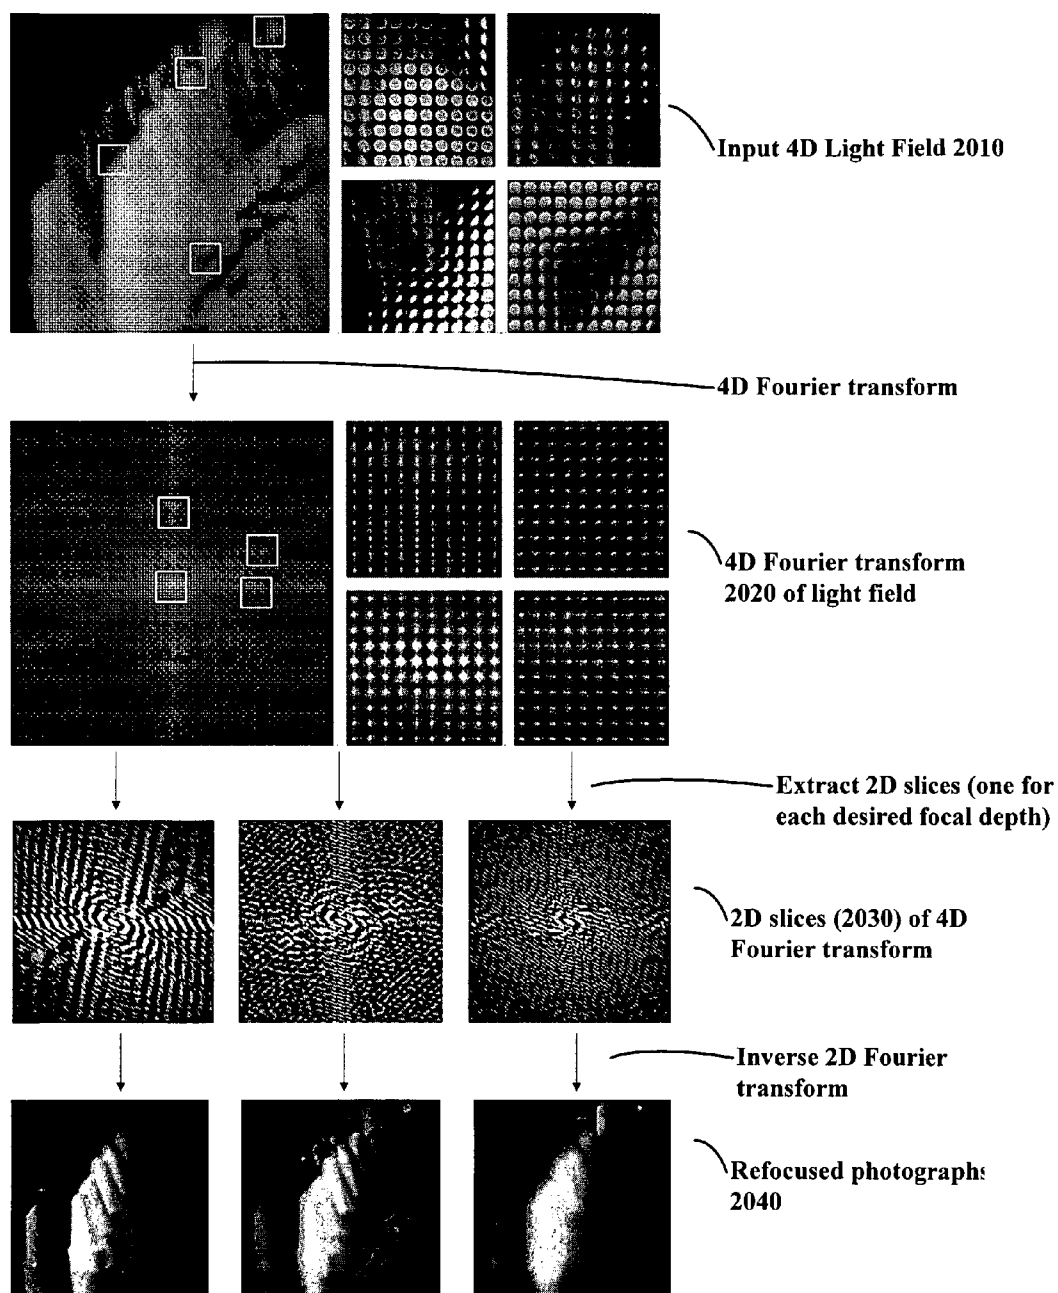 Input 4D Light Field 2010
4D Fourier transform
4D Fourier transform
2020 of light field
Extract 2D slices (one for
each desired focal depth)
2D slices (2030) of 4D
Fourier transform
Inverse 2D Fourier
transform
Refocused photographs
2040